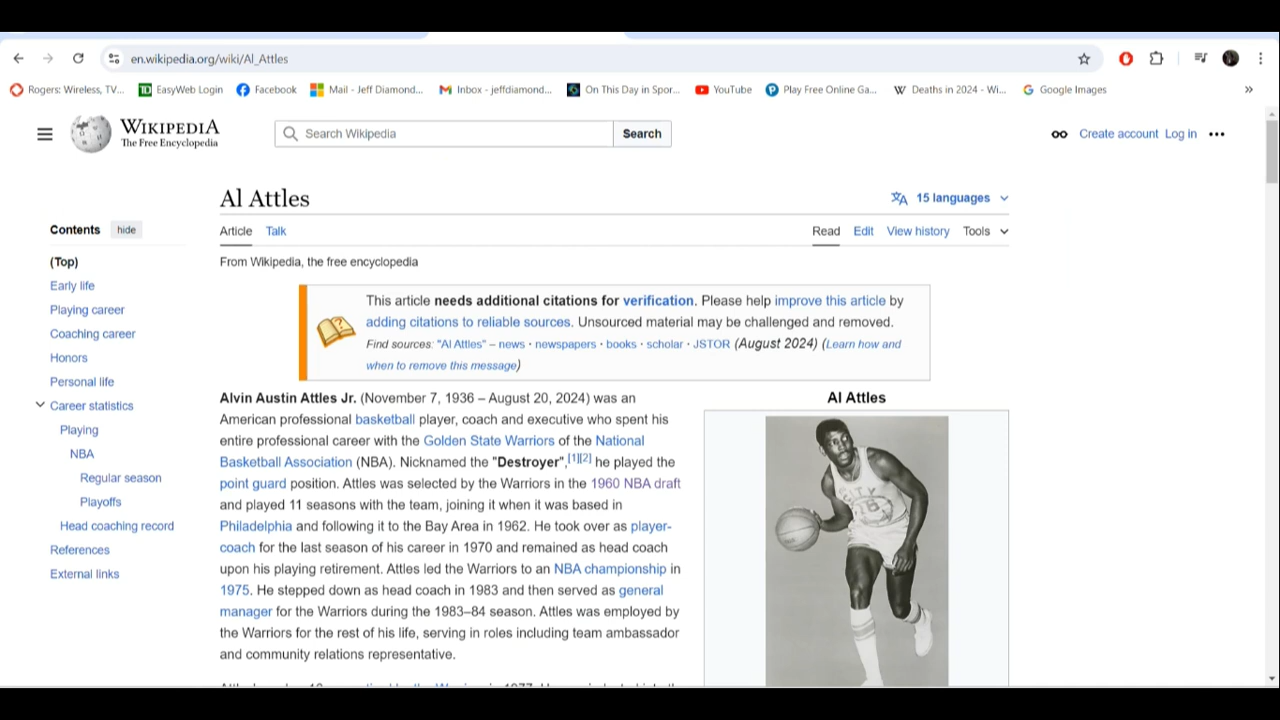 en.wikipedia.org/wiki/Al_Attles
Rogers: Wireless, TV... EasyWeb Login Facebook Mail - Jeff Diamond... Inbox - jeffdiamond... On This Day in Spor... YouTube Play Free Online Ga... Deaths in 2024 - Wi... Google Images »
WIKIPEDIA
The Free Encyclopedia
Search Wikipedia Search
Create account Log in •••
Al Attles
15 languages
Contents hide
(Top)
Early life
Playing career
Coaching career
Honors
Personal life
Career statistics
Playing
NBA
Regular season
Playoffs
Head coaching record
References
External links
Article Talk
Read Edit View history Tools
From Wikipedia, the free encyclopedia
This article needs additional citations for verification. Please help improve this article by
adding citations to reliable sources. Unsourced material may be challenged and removed.
Find sources: "Al Attles" – news · newspapers · books · scholar · JSTOR (August 2024) (Learn how and
when to remove this message)
Alvin Austin Attles Jr. (November 7, 1936 – August 20, 2024) was an
American professional basketball player, coach and executive who spent his
entire professional career with the Golden State Warriors of the National
Basketball Association (NBA). Nicknamed the "Destroyer",[1][2] he played the
point guard position. Attles was selected by the Warriors in the 1960 NBA draft
and played 11 seasons with the team, joining it when it was based in
Philadelphia and following it to the Bay Area in 1962. He took over as player-
coach for the last season of his career in 1970 and remained as head coach
upon his playing retirement. Attles led the Warriors to an NBA championship in
1975. He stepped down as head coach in 1983 and then served as general
manager for the Warriors during the 1983–84 season. Attles was employed by
the Warriors for the rest of his life, serving in roles including team ambassador
and community relations representative.
Al Attles